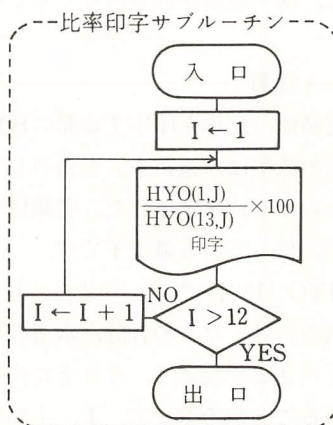 比率印字サブルーチン
入 口
I ← 1
HYO(1,J)
HYO(13,J)
×100
印字
NO
I ← I + 1
I >12
YES
出 口